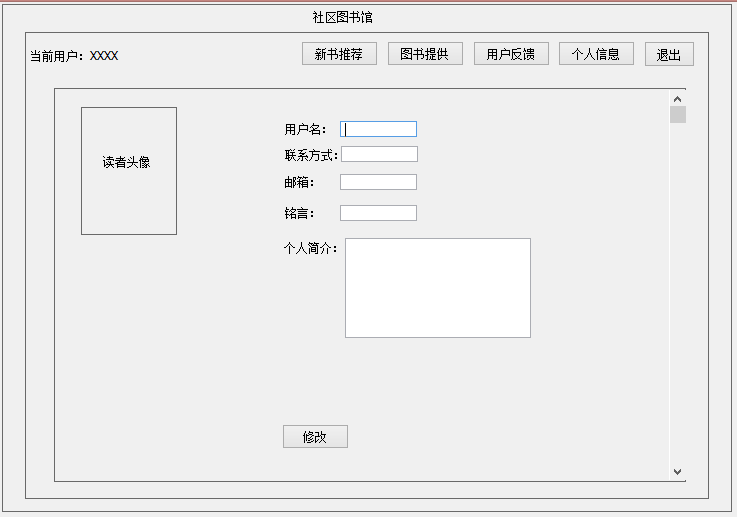 社区图书馆
当前用户：XXXX
新书推荐
图书提供
用户反馈
个人信息
退出
读者头像
用户名：
联系方式：
邮箱：
铭言：
个人简介：
修改